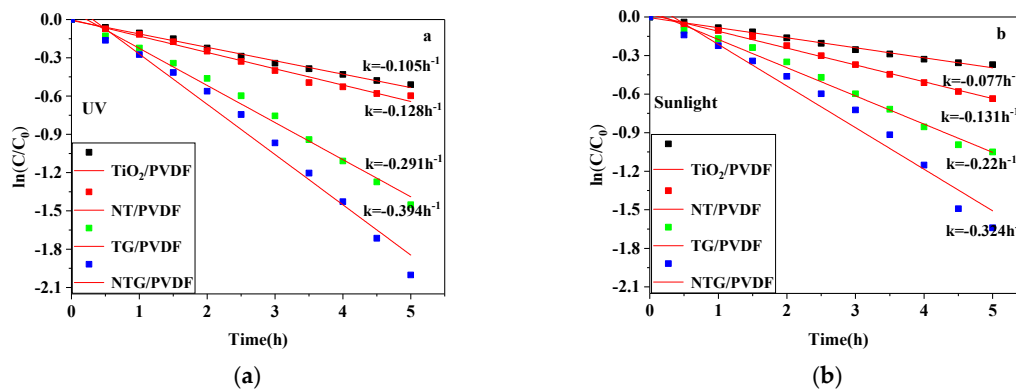 0.0
-0.3
-0.6
-0.9
-1.2
-1.5
-1.8
-2.1
ln(C/C₀)
a
k=-0.105h⁻¹
k=-0.128h⁻¹
UV
k=-0.291h⁻¹
k=-0.394h⁻¹
TiO₂/PVDF
NT/PVDF
TG/PVDF
NTG/PVDF
0 1 2 3 4 5
Time(h)
(a)
0.0
-0.3
-0.6
-0.9
-1.2
-1.5
-1.8
-2.1
ln(C/C₀)
b
k=-0.077h⁻¹
Sunlight
k=-0.131h⁻¹
k=-0.22h⁻¹
k=-0.324h
TiO₂/PVDF
NT/PVDF
TG/PVDF
NTG/PVDF
0 1 2 3 4 5
Time(h)
(b)